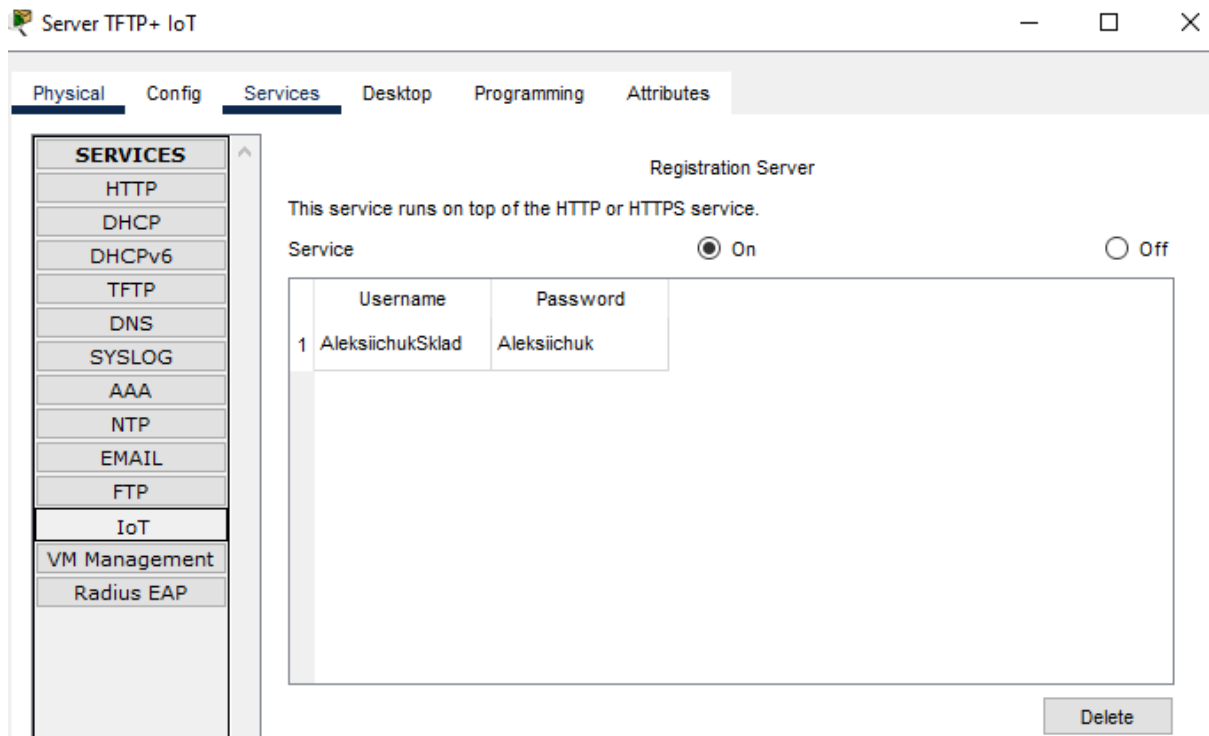 Server TFTP+ IoT
Physical Config Services Desktop Programming Attributes
SERVICES
HTTP
DHCP
DHCPv6
TFTP
DNS
SYSLOG
AAA
NTP
EMAIL
FTP
IoT
VM Management
Radius EAP
Registration Server
This service runs on top of the HTTP or HTTPS service.
Service On Off
Username Password
1 AleksiichukSklad Aleksiichuk
Delete